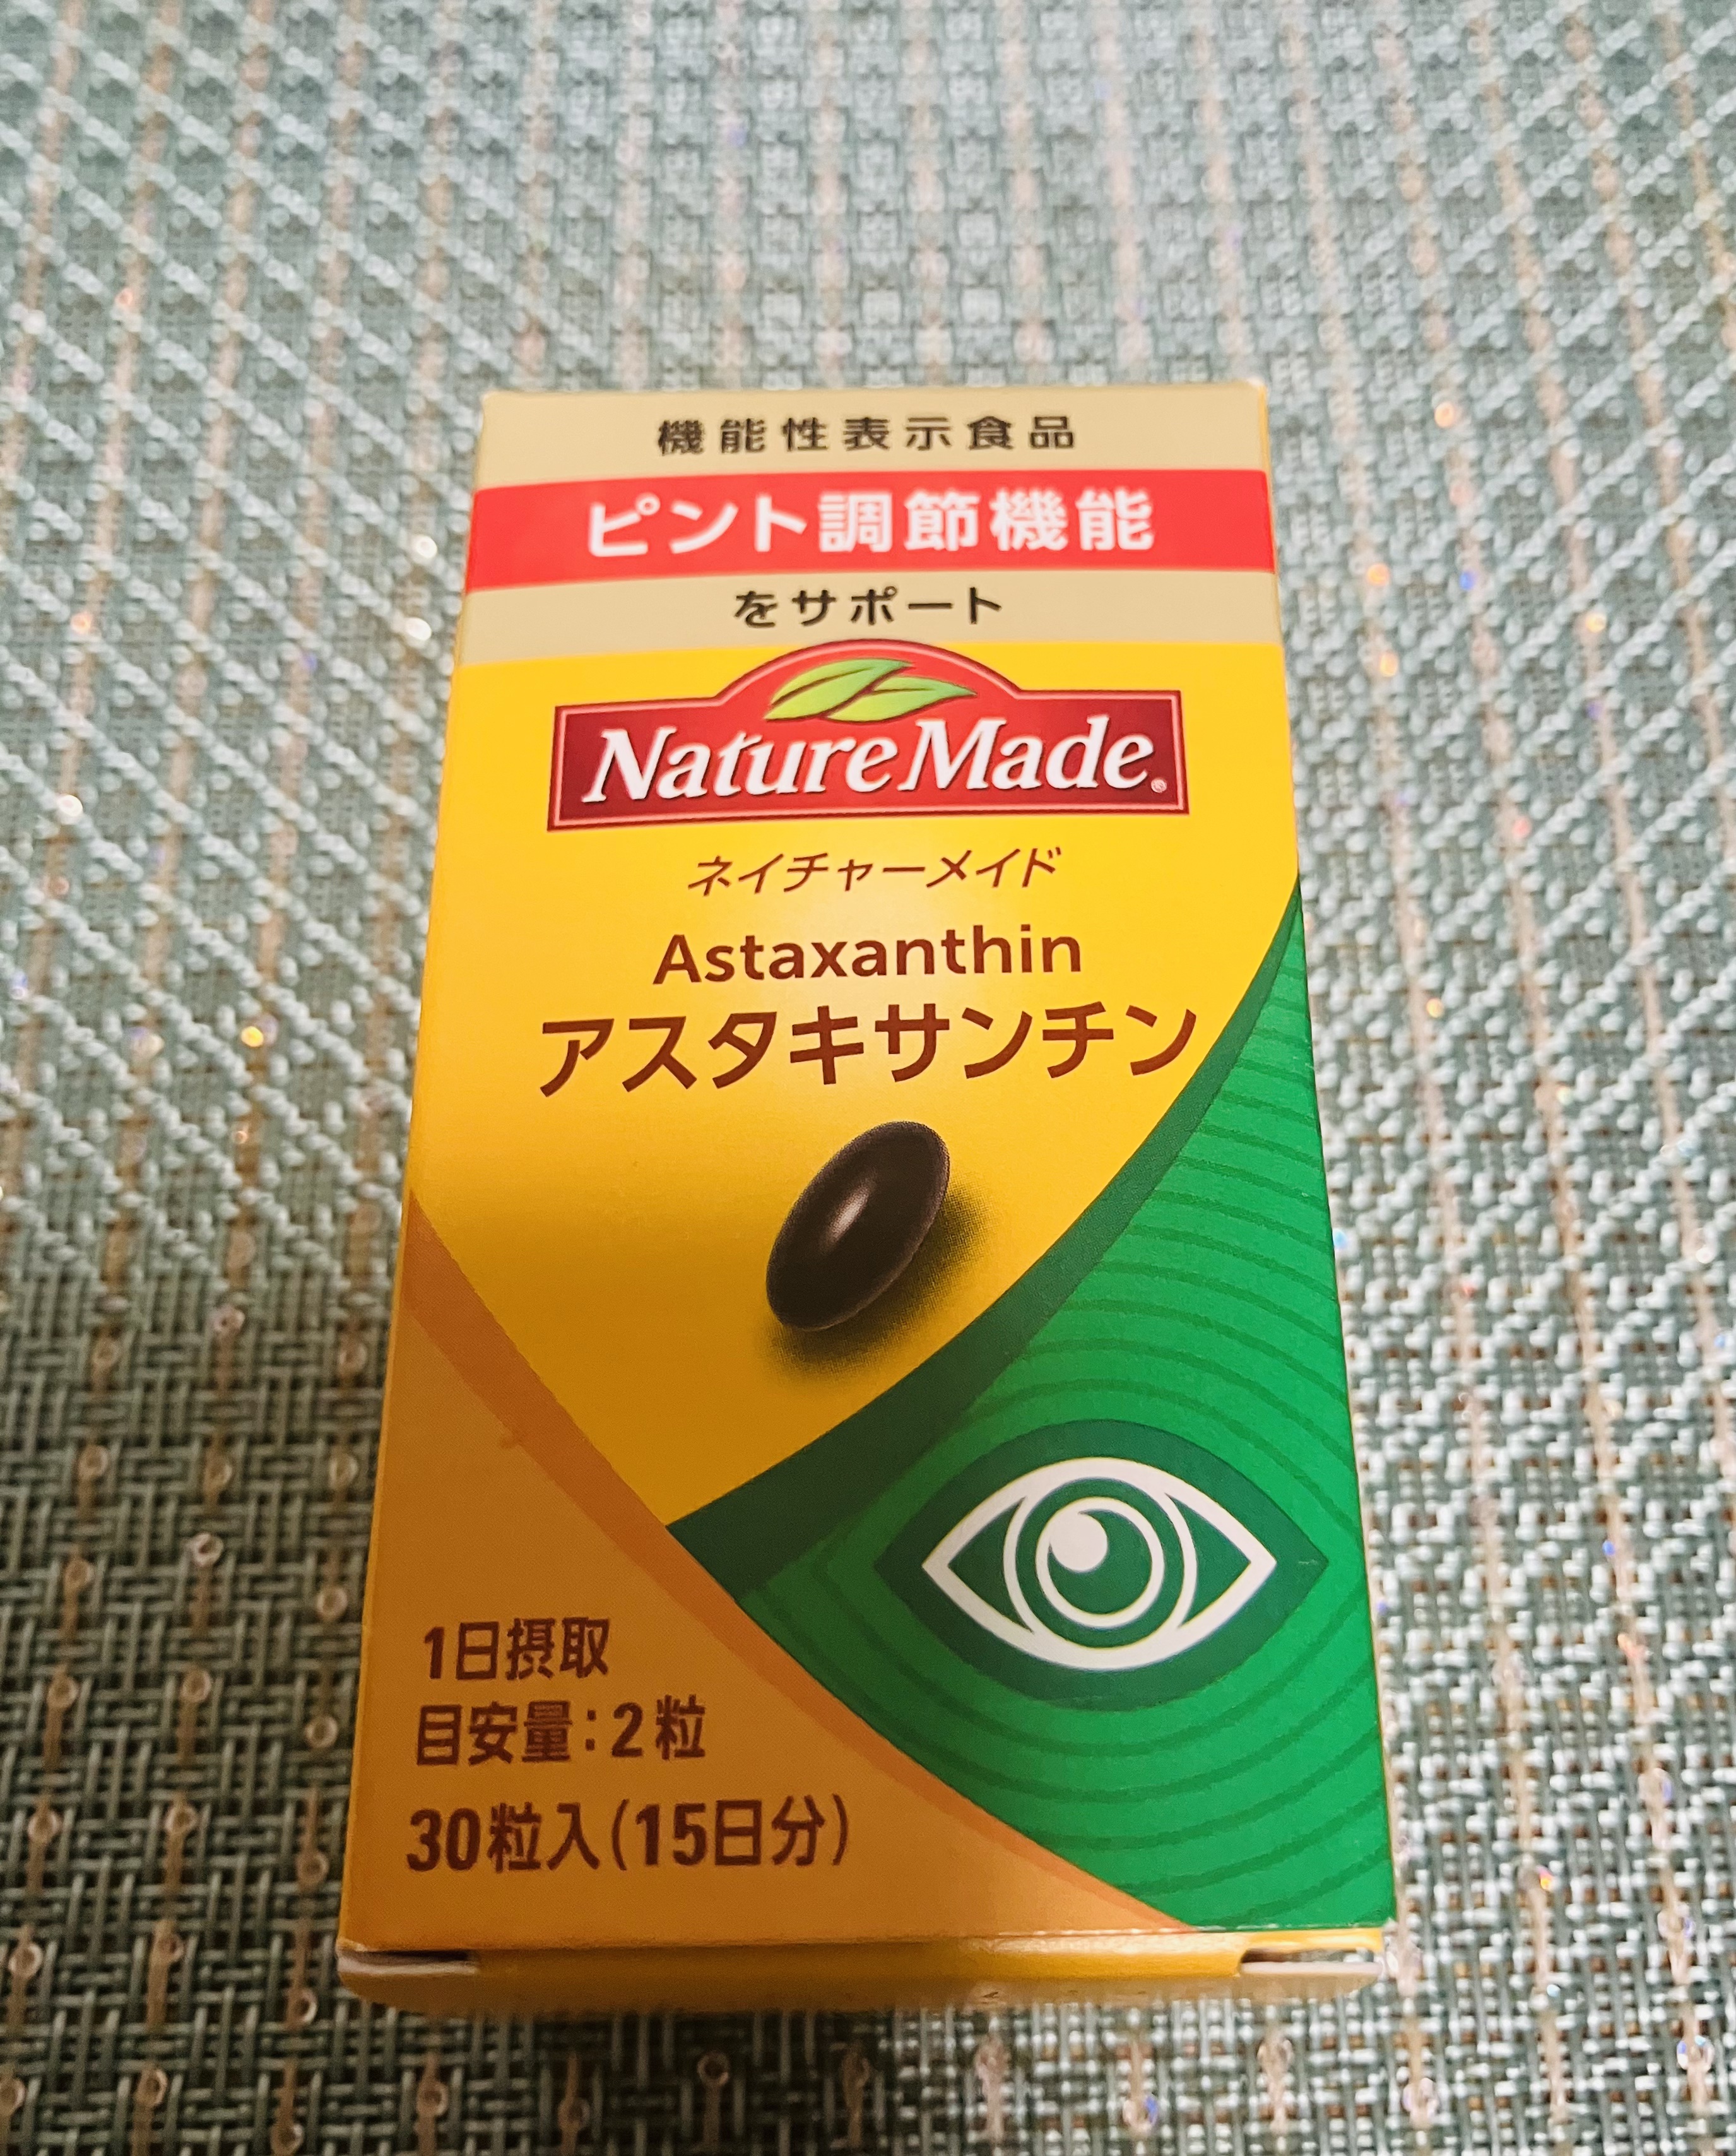 機能性表示食品
ピント調節機能
をサポート
Nature Made®
ネイチャーメイド
Astaxanthin
アスタキサンチン
1日摂取
目安量：2粒
30粒入（15日分）